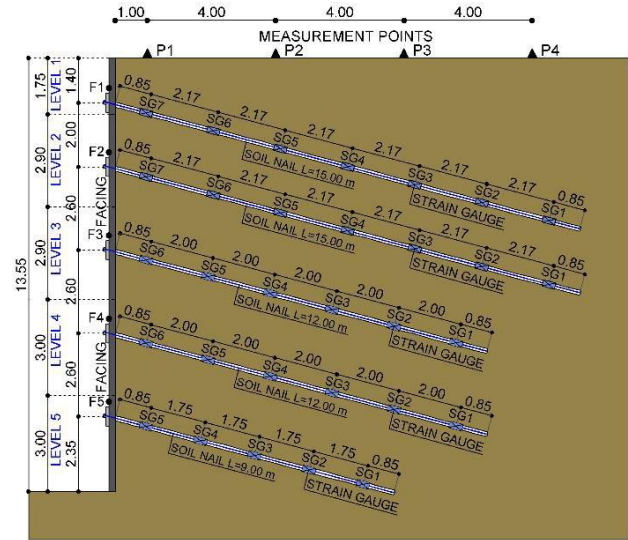 1.00 4.00 4.00 4.00
MEASUREMENT POINTS
P1 P2 P3 P4
13.55
1.75 2.90 2.90 3.00 3.00
LEVEL 1 LEVEL 2 LEVEL 3 LEVEL 4 LEVEL 5
1.40 2.00 2.60 2.60 2.60 2.35
FACING
FACING
F1
0.85 2.17 2.17 2.17 2.17 2.17 2.17 0.85
SG7 SG6 SG5 SG4 SG3 SG2 SG1
SOIL NAIL L=15.00 m
STRAIN GAUGE
F2
0.85 2.17 2.17 2.17 2.17 2.17 2.17 0.85
SG7 SG6 SG5 SG4 SG3 SG2 SG1
SOIL NAIL L=15.00 m
STRAIN GAUGE
F3
0.85 2.00 2.00 2.00 2.00 2.00 0.85
SG6 SG5 SG4 SG3 SG2 SG1
SOIL NAIL L=12.00 m
STRAIN GAUGE
F4
0.85 2.00 2.00 2.00 2.00 2.00 0.85
SG6 SG5 SG4 SG3 SG2 SG1
SOIL NAIL L=12.00 m
STRAIN GAUGE
F5
0.85 1.75 1.75 1.75 1.75 0.85
SG5 SG4 SG3 SG2 SG1
SOIL NAIL L=9.00 m
STRAIN GAUGE